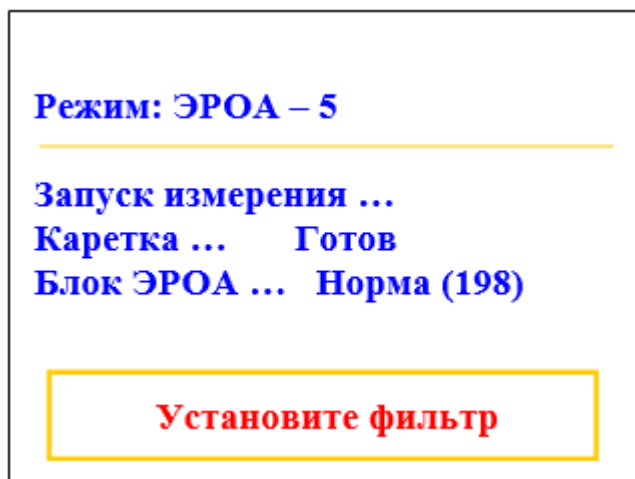 Режим: ЭРОА – 5
Запуск измерения …
Каретка … Готов
Блок ЭРОА … Норма (198)
Установите фильтр